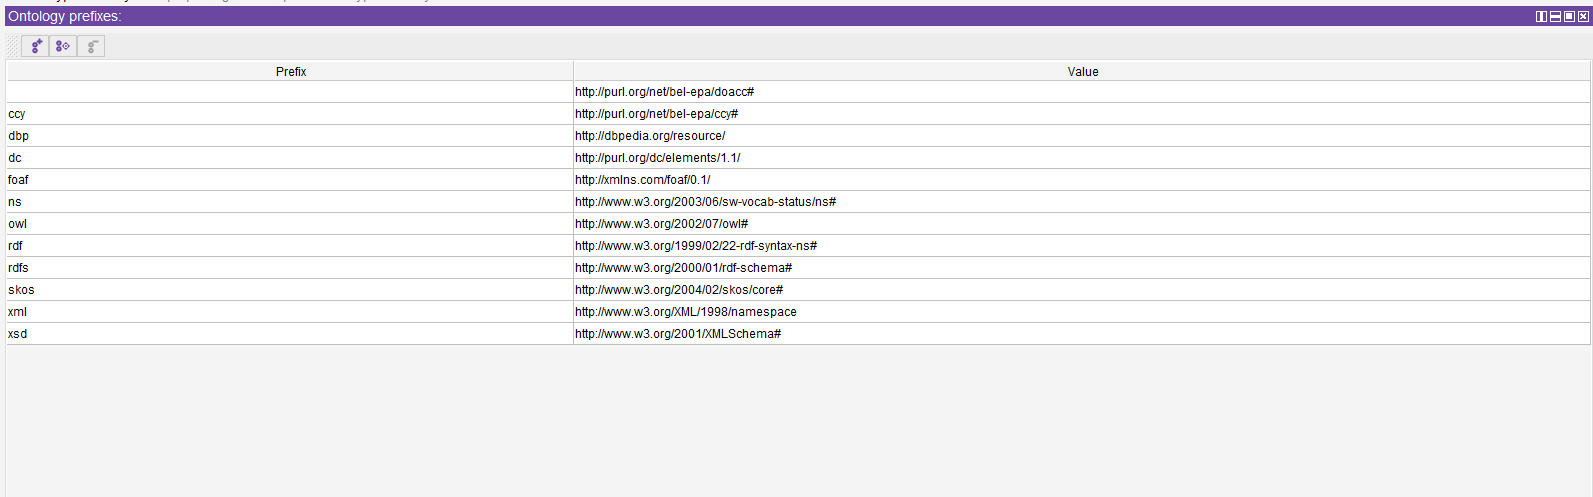 Ontology prefixes:
Prefix Value
http://purl.org/net/bel-epa/doacc#
ccy http://purl.org/net/bel-epa/ccy#
dbp http://dbpedia.org/resource/
dc http://purl.org/dc/elements/1.1/
foaf http://xmlns.com/foaf/0.1/
ns http://www.w3.org/2003/06/sw-vocab-status/ns#
owl http://www.w3.org/2002/07/owl#
rdf http://www.w3.org/1999/02/22-rdf-syntax-ns#
rdfs http://www.w3.org/2000/01/rdf-schema#
skos http://www.w3.org/2004/02/skos/core#
xml http://www.w3.org/XML/1998/namespace
xsd http://www.w3.org/2001/XMLSchema#